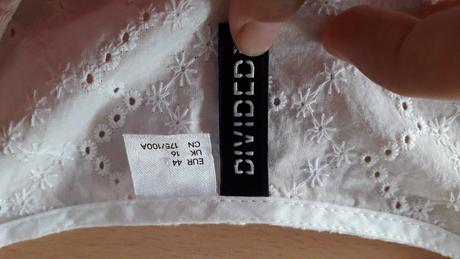 DIVIDED
EUR 44
UK 16
CN 175/100A